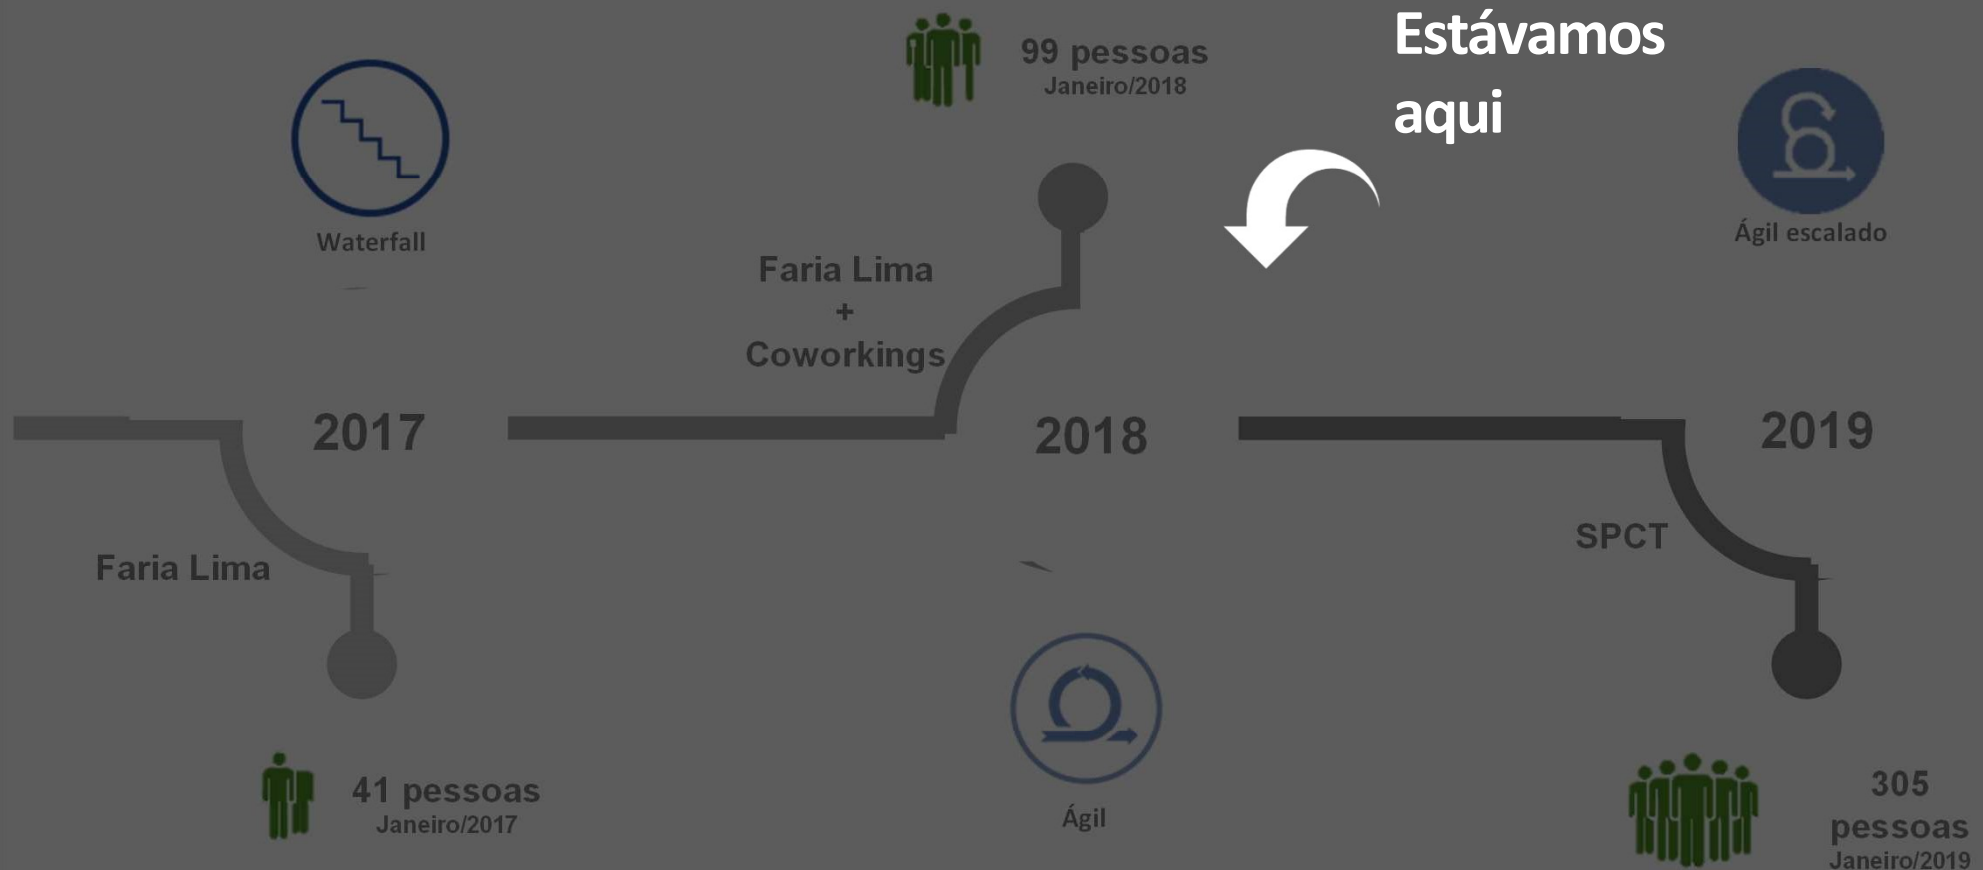 99 pessoas
Janeiro/2018
Estávamos
aqui
Waterfall
Ágil escalado
Faria Lima
+
Coworkings
2017
2018
2019
Faria Lima
SPCT
41 pessoas
Janeiro/2017
Ágil
305
pessoas
Janeiro/2019